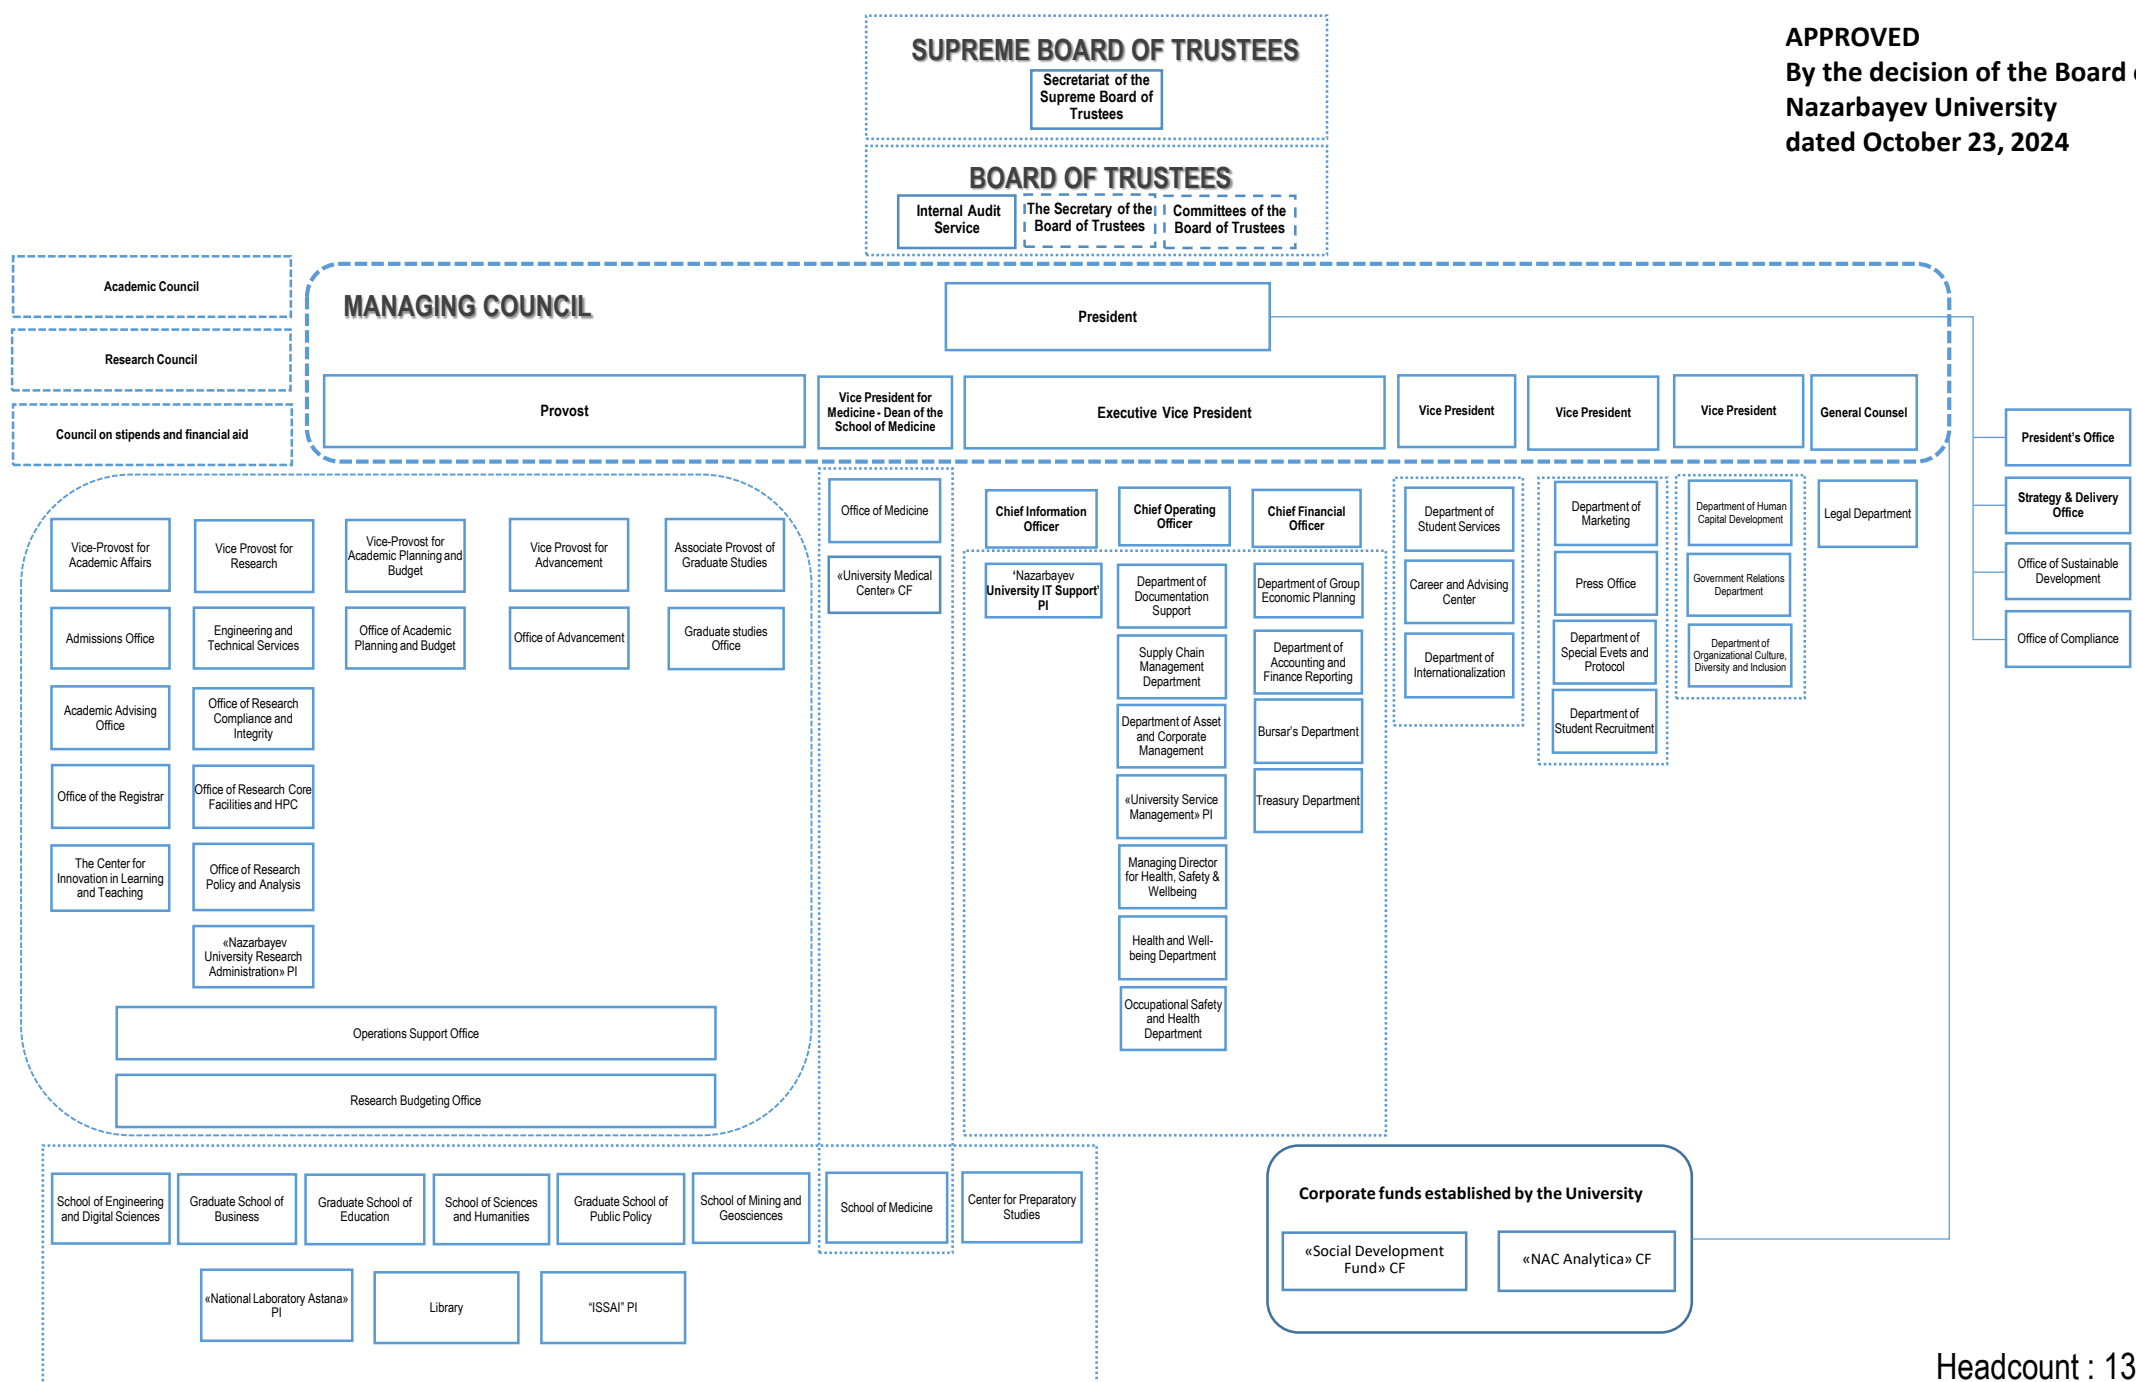 SUPREME BOARD OF TRUSTEES
Secretariat of the
Supreme Board of
Trustees
APPROVED
By the decision of the Board
Nazarbayev University
dated October 23, 2024
BOARD OF TRUSTEES
Internal Audit
Service
The Secretary of the
Board of Trustees
Committees of the
Board of Trustees
Academic Council
Research Council
Council on stipends and financial aid
MANAGING COUNCIL
President
Provost
Vice President for
Medicine - Dean of the
School of Medicine
Executive Vice President
Vice President
Vice President
Vice President
General Counsel
President's Office
Strategy & Delivery
Office
Office of Sustainable
Development
Office of Compliance
Vice-Provost for
Academic Affairs
Admissions Office
Academic Advising
Office
Office of the Registrar
The Center for
Innovation in Learning
and Teaching
Vice Provost for
Research
Engineering and
Technical Services
Office of Research
Compliance and
Integrity
Office of Research Core
Facilities and HPC
Office of Research
Policy and Analysis
«Nazarbayev
University Research
Administration» PI
Vice-Provost for
Academic Planning and
Budget
Office of Academic
Planning and Budget
Vice Provost for
Advancement
Office of Advancement
Associate Provost of
Graduate Studies
Graduate studies
Office
Operations Support Office
Research Budgeting Office
Office of Medicine
«University Medical
Center» CF
Chief Information
Officer
'Nazarbayev
University IT Support'
PI
Chief Operating
Officer
Department of
Documentation
Support
Supply Chain
Management
Department
Department of Asset
and Corporate
Management
«University Service
Management» PI
Managing Director
for Health, Safety &
Wellbeing
Health and Well-
being Department
Occupational Safety
and Health
Department
Chief Financial
Officer
Department of Group
Economic Planning
Department of
Accounting and
Finance Reporting
Bursar's Department
Treasury Department
Department of
Student Services
Career and Advising
Center
Department of
Internationalization
Department of
Marketing
Press Office
Department of
Special Evets and
Protocol
Department of
Student Recruitment
Department of Human
Capital Development
Government Relations
Department
Department of
Organizational Culture,
Diversity and Inclusion
Legal Department
School of Engineering
and Digital Sciences
Graduate School of
Business
Graduate School of
Education
School of Sciences
and Humanities
Graduate School of
Public Policy
School of Mining and
Geosciences
School of Medicine
Center for Preparatory
Studies
«National Laboratory Astana»
PI
Library
"ISSAI" PI
Corporate funds established by the University
«Social Development
Fund» CF
«NAC Analytica» CF
Headcount : 13